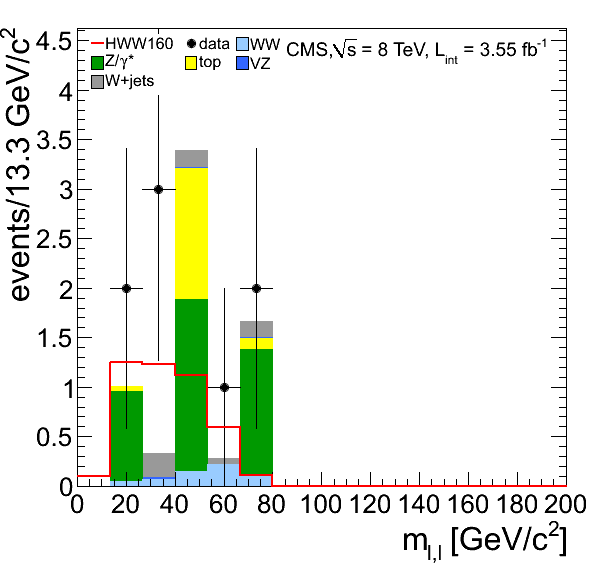 HWW160 data WW CMS,√s = 8 TeV, L_int = 3.55 fb⁻¹
Z/γ* top VZ
W+jets
events/13.3 GeV/c²
4.5
4
3.5
3
2.5
2
1.5
1
0.5
0
0 20 40 60 80 100 120 140 160 180 200
m_l,l [GeV/c²]